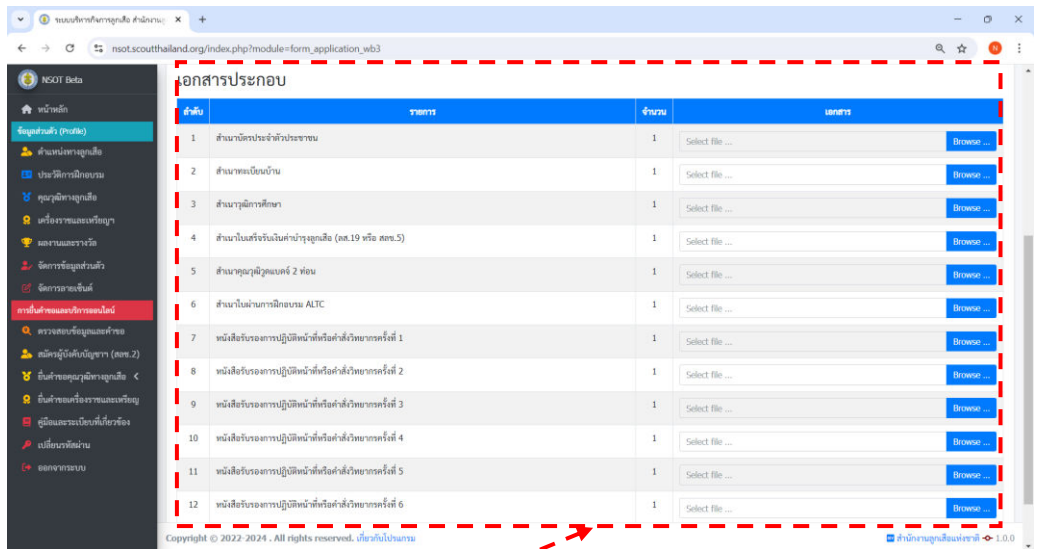 ระบบบริหารกิจการลูกเสือ สำนักงานลู
nsot.scoutthailand.org/index.php?module=form_application_wb3
N
NSOT Beta
หน้าหลัก
ข้อมูลส่วนตัว (Profile)
ตำแหน่งทางลูกเสือ
ประวัติการฝึกอบรม
คุณวุฒิทางลูกเสือ
เครื่องราชและเหรียญฯ
ผลงานและรางวัล
จัดการข้อมูลส่วนตัว
จัดการลายเซ็นต์
การยื่นคำขอและบริการออนไลน์
ตรวจสอบข้อมูลและคำขอ
สมัครผู้บังคับบัญชาฯ (ลสช.2)
ยื่นคำขอคุณวุฒิทางลูกเสือ
ยื่นคำขอเครื่องราชและเหรียญ
คู่มือและระเบียบที่เกี่ยวข้อง
เปลี่ยนรหัสผ่าน
ออกจากระบบ
เอกสารประกอบ
ลำดับ รายการ จำนวน เอกสาร
1 สำเนาบัตรประจำตัวประชาชน 1 Select file ... Browse ...
2 สำเนาทะเบียนบ้าน 1 Select file ... Browse ...
3 สำเนาวุฒิการศึกษา 1 Select file ... Browse ...
4 สำเนาใบเสร็จรับเงินค่าบำรุงลูกเสือ (ลส.19 หรือ ลสช.5) 1 Select file ... Browse ...
5 สำเนาคุณวุฒิวูดแบดจ์ 2 ท่อน 1 Select file ... Browse ...
6 สำเนาใบผ่านการฝึกอบรม ALTC 1 Select file ... Browse ...
7 หนังสือรับรองการปฏิบัติหน้าที่หรือคำสั่งวิทยากรครั้งที่ 1 1 Select file ... Browse ...
8 หนังสือรับรองการปฏิบัติหน้าที่หรือคำสั่งวิทยากรครั้งที่ 2 1 Select file ... Browse ...
9 หนังสือรับรองการปฏิบัติหน้าที่หรือคำสั่งวิทยากรครั้งที่ 3 1 Select file ... Browse ...
10 หนังสือรับรองการปฏิบัติหน้าที่หรือคำสั่งวิทยากรครั้งที่ 4 1 Select file ... Browse ...
11 หนังสือรับรองการปฏิบัติหน้าที่หรือคำสั่งวิทยากรครั้งที่ 5 1 Select file ... Browse ...
12 หนังสือรับรองการปฏิบัติหน้าที่หรือคำสั่งวิทยากรครั้งที่ 6 1 Select file ... Browse ...
Copyright © 2022-2024 . All rights reserved. เกี่ยวกับโปรแกรม
สำนักงานลูกเสือแห่งชาติ 1.0.0